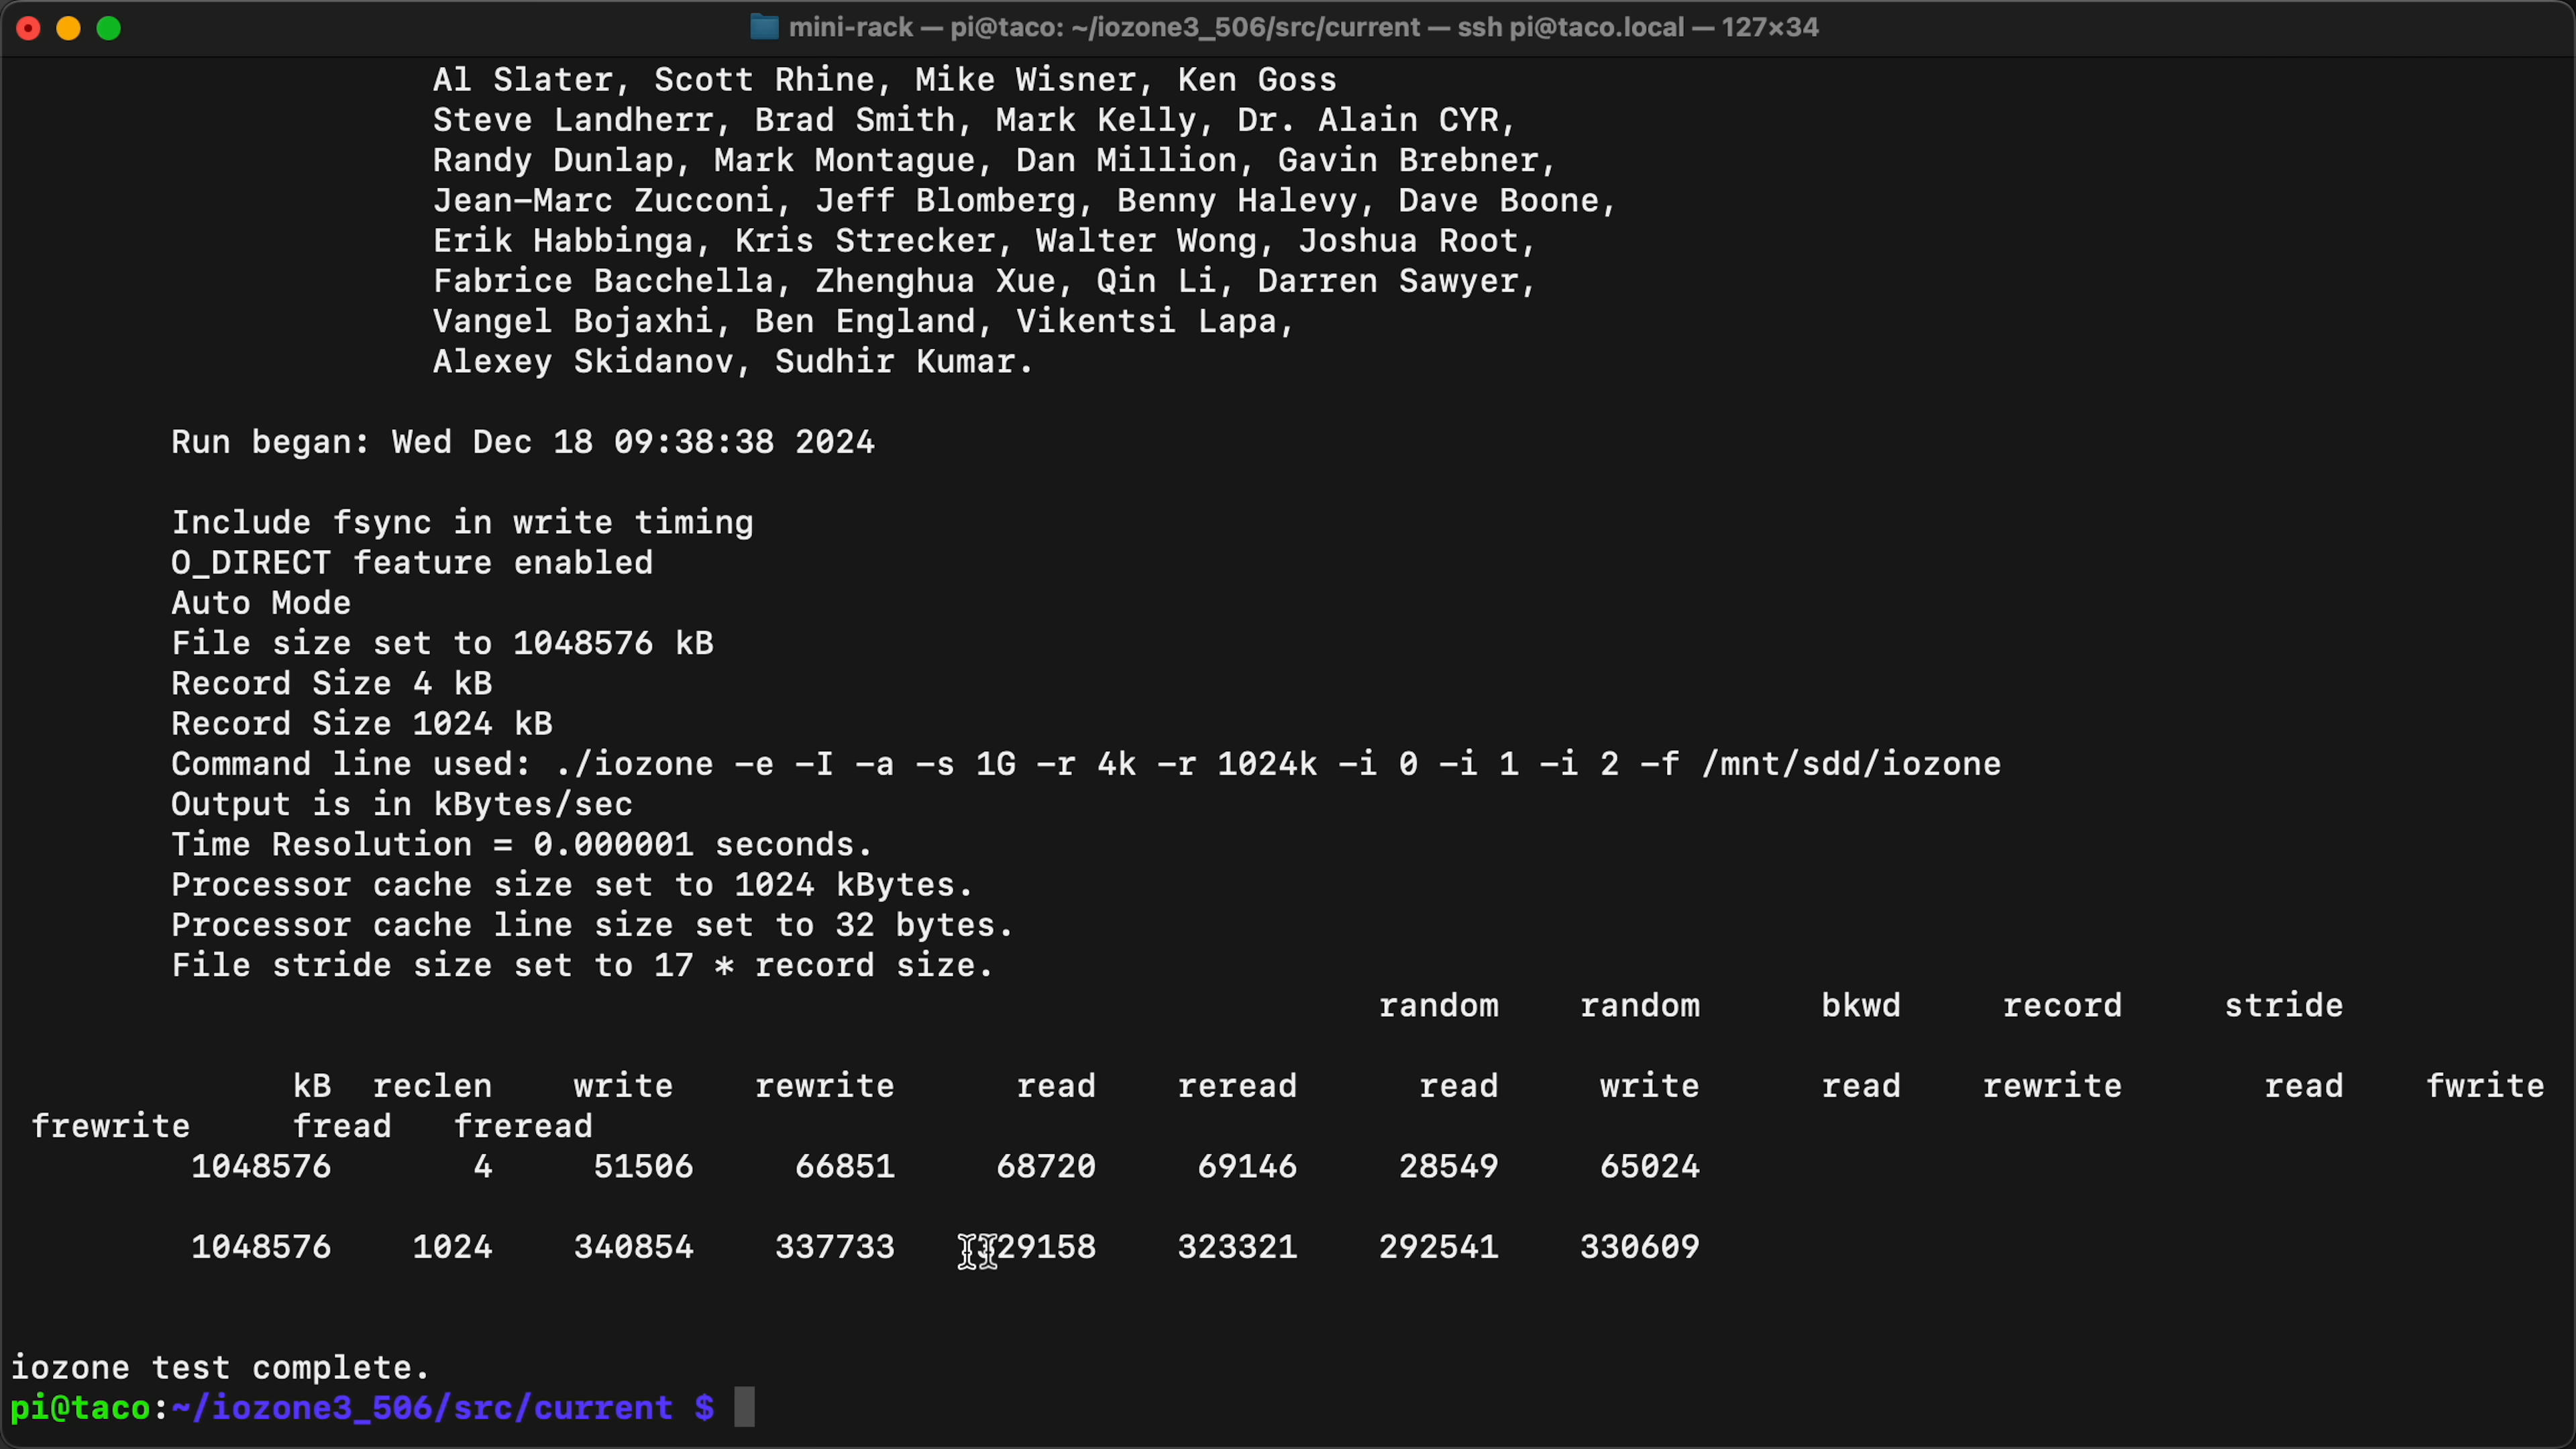 mini-rack — pi@taco: ~/iozone3_506/src/current — ssh pi@taco.local — 127×34
Al Slater, Scott Rhine, Mike Wisner, Ken Goss
Steve Landherr, Brad Smith, Mark Kelly, Dr. Alain CYR,
Randy Dunlap, Mark Montague, Dan Million, Gavin Brebner,
Jean-Marc Zucconi, Jeff Blomberg, Benny Halevy, Dave Boone,
Erik Habbinga, Kris Strecker, Walter Wong, Joshua Root,
Fabrice Bacchella, Zhenghua Xue, Qin Li, Darren Sawyer,
Vangel Bojaxhi, Ben England, Vikentsi Lapa,
Alexey Skidanov, Sudhir Kumar.
Run began: Wed Dec 18 09:38:38 2024
Include fsync in write timing
O_DIRECT feature enabled
Auto Mode
File size set to 1048576 kB
Record Size 4 kB
Record Size 1024 kB
Command line used: ./iozone -e -I -a -s 1G -r 4k -r 1024k -i 0 -i 1 -i 2 -f /mnt/sdd/iozone
Output is in kBytes/sec
Time Resolution = 0.000001 seconds.
Processor cache size set to 1024 kBytes.
Processor cache line size set to 32 bytes.
File stride size set to 17 * record size.
random random bkwd record stride
kB reclen write rewrite read reread read write read rewrite read fwrite
frewrite fread freread
1048576 4 51506 66851 68720 69146 28549 65024
1048576 1024 340854 337733 29158 323321 292541 330609
iozone test complete.
pi@taco:~/iozone3_506/src/current $